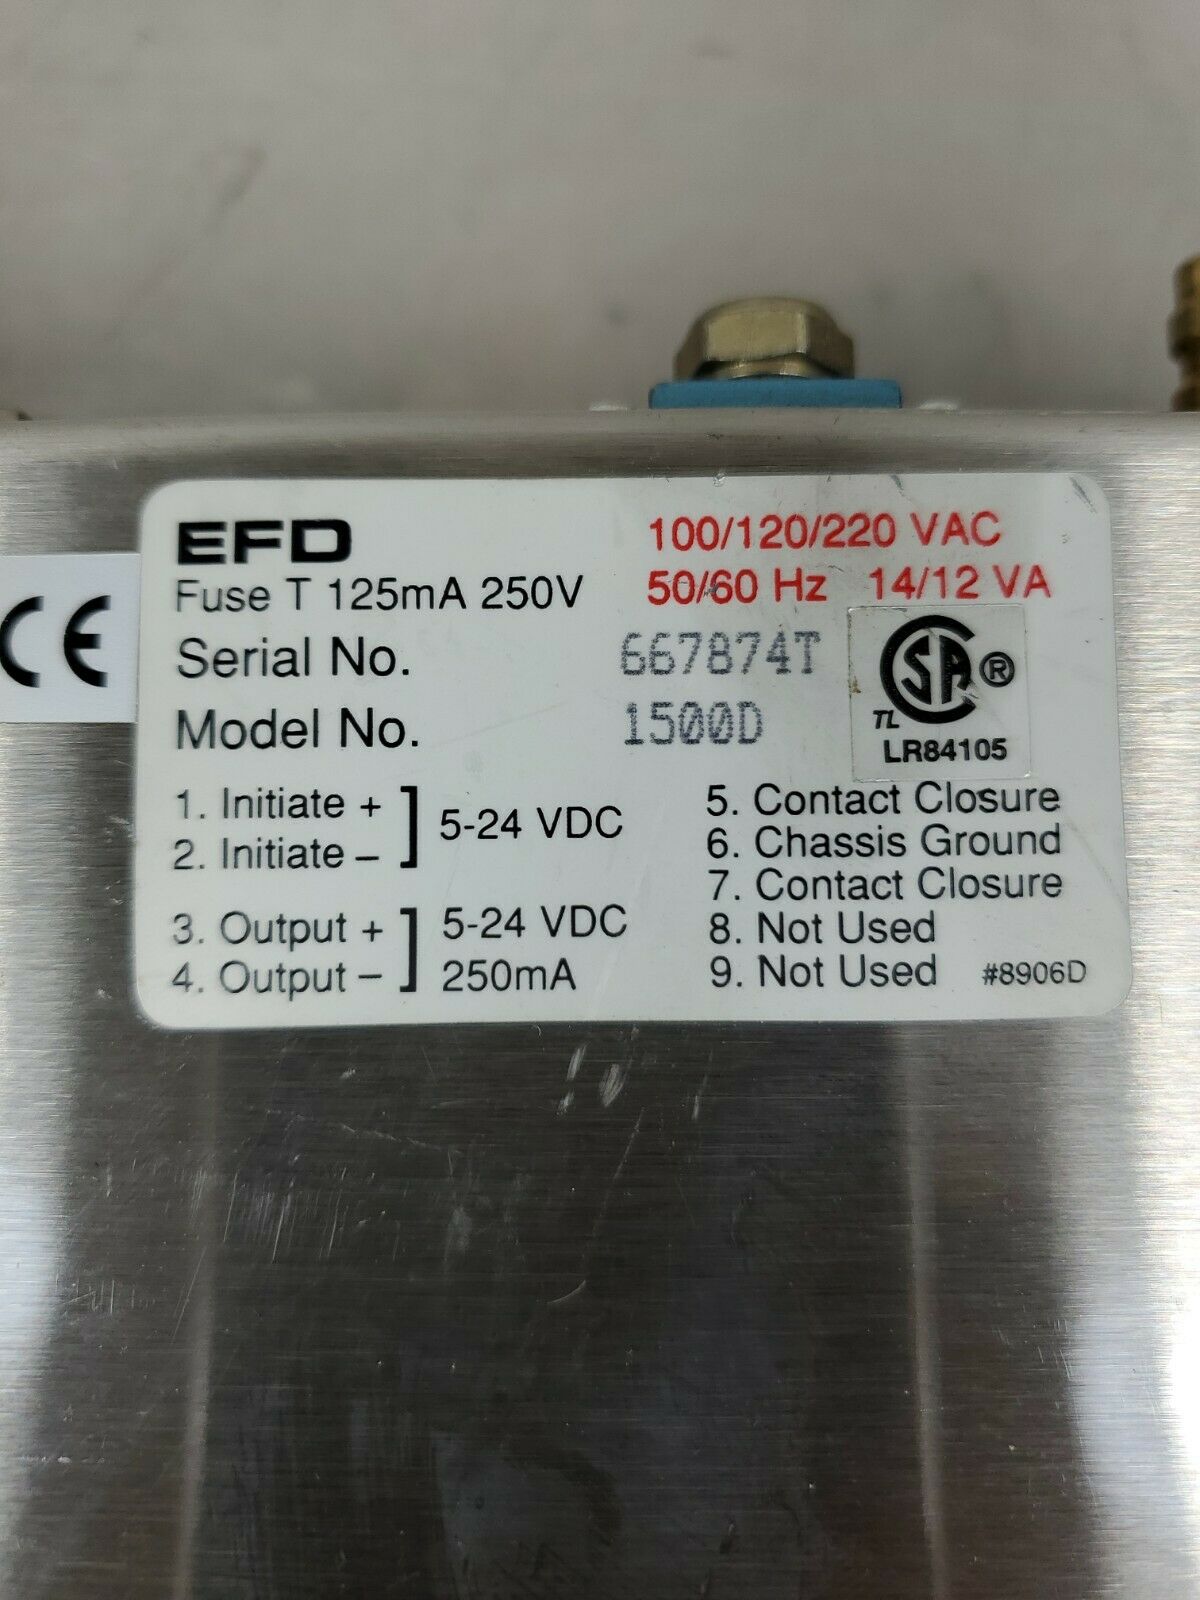 EFD
Fuse T 125mA 250V
100/120/220 VAC
50/60 Hz 14/12 VA
CE
Serial No. 667874T
Model No. 1500D
CSA ®
TL
LR84105
1. Initiate +
2. Initiate –
5-24 VDC
3. Output +
4. Output –
5-24 VDC
250mA
5. Contact Closure
6. Chassis Ground
7. Contact Closure
8. Not Used
9. Not Used
#8906D